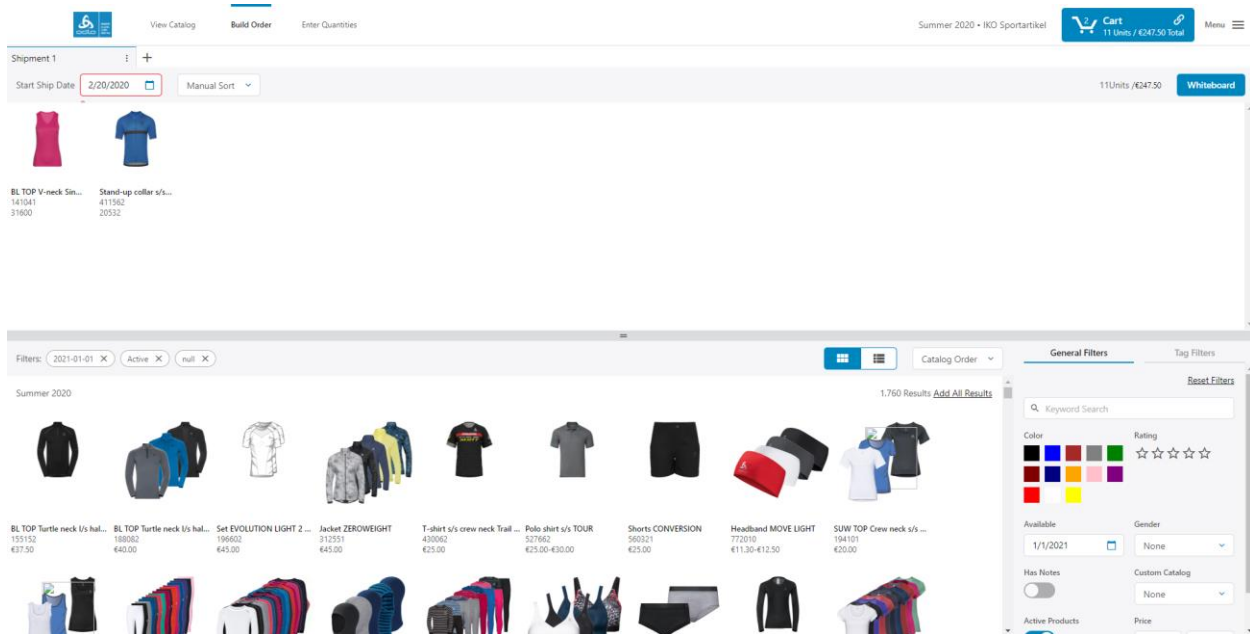 odlo
View Catalog
Build Order
Enter Quantities
Summer 2020 • IKO Sportartikel
2
Cart
11 Units / €247.50 Total
Menu
Shipment 1
Start Ship Date
2/20/2020
Manual Sort
11Units /€247.50
Whiteboard
BL TOP V-neck Sin...
141041
31600
Stand-up collar s/s...
411562
20532
Filters:
2021-01-01 X
Active X
null X
Catalog Order
General Filters
Tag Filters
Summer 2020
1.760 Results Add All Results
BL TOP Turtle neck l/s hal...
155152
€37.50
BL TOP Turtle neck l/s hal...
188082
€40.00
Set EVOLUTION LIGHT 2 ...
196602
€45.00
Jacket ZEROWEIGHT
312551
€45.00
T-shirt s/s crew neck Trail ...
430062
€25.00
Polo shirt s/s TOUR
527662
€25.00-€30.00
Shorts CONVERSION
560321
€25.00
Headband MOVE LIGHT
772010
€11.30-€12.50
SUW TOP Crew neck s/s ...
194101
€20.00
Reset Filters
Keyword Search
Color
Rating
Available
1/1/2021
Gender
None
Has Notes
Custom Catalog
None
Active Products
Price